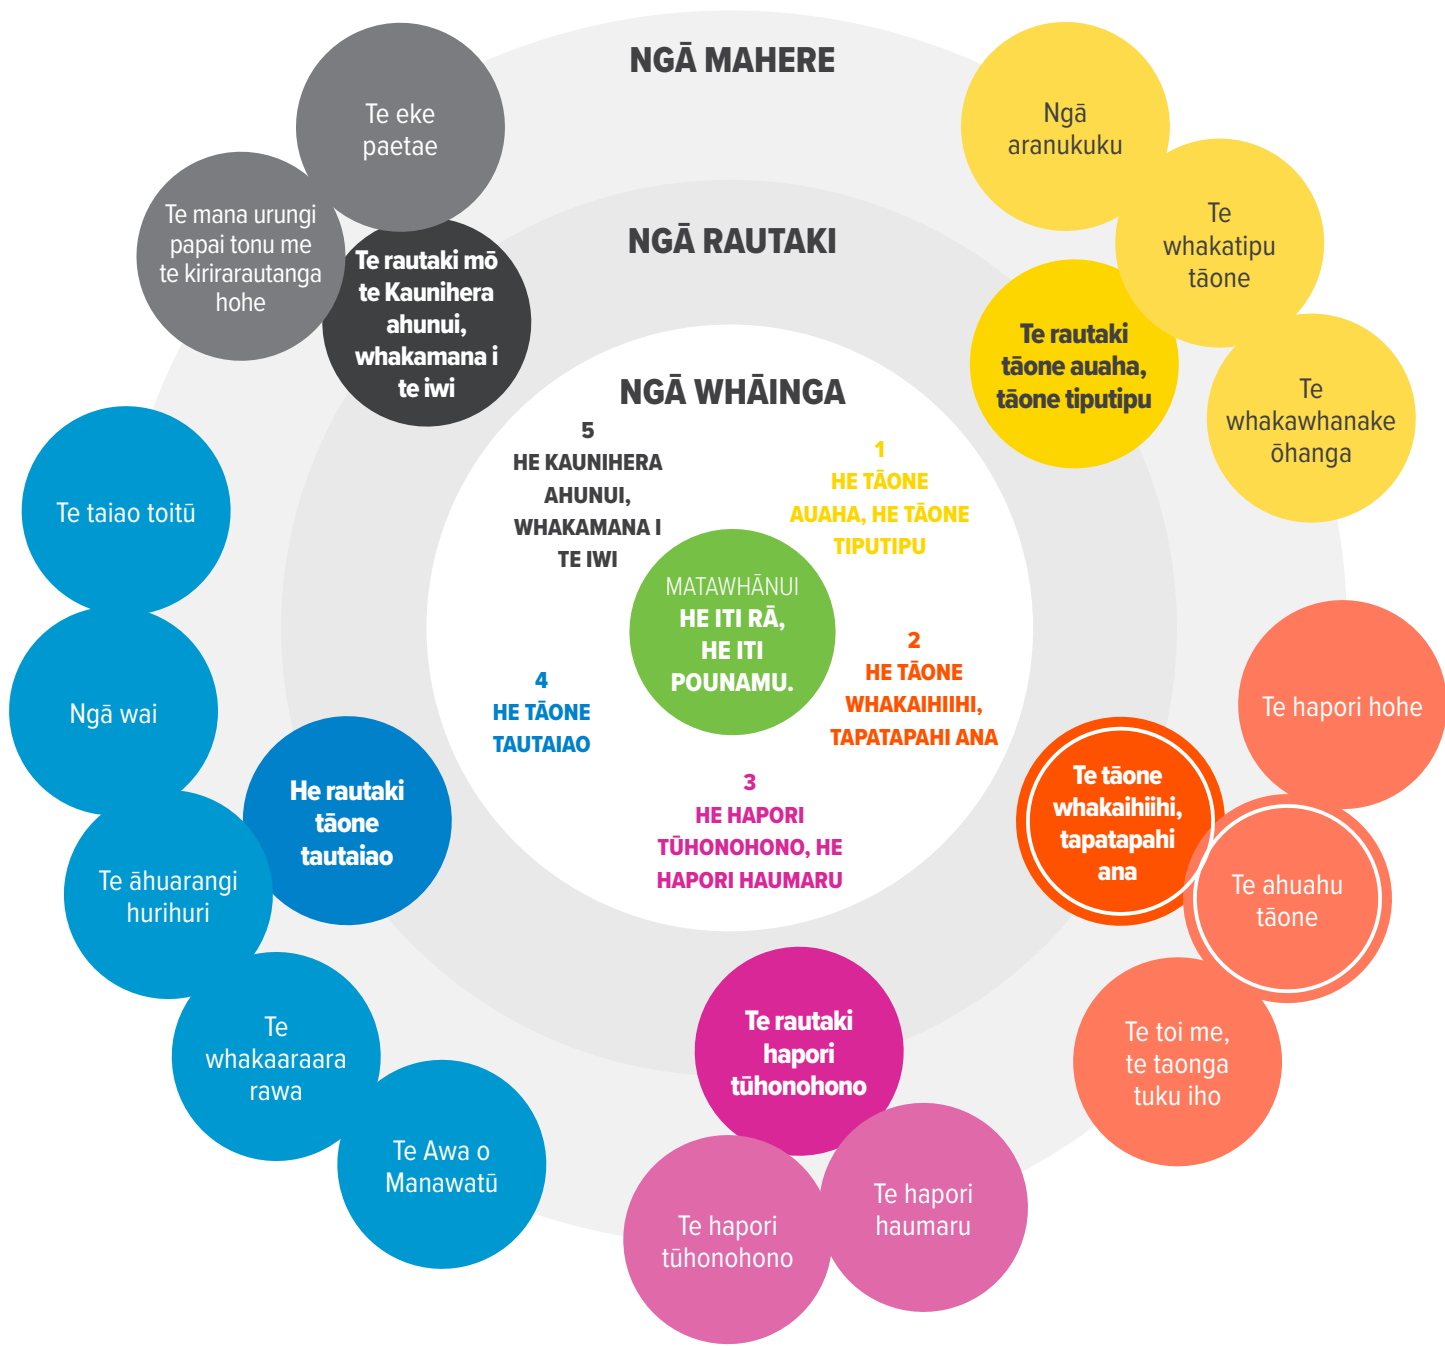 NGĀ MAHERE
NGĀ RAUTAKI
NGĀ WHĀINGA
MATAWHĀNUI
HE ITI RĀ,
HE ITI
POUNAMU.
1
HE TĀONE
AUAHA, HE TĀONE
TIPUTIPU
2
HE TĀONE
WHAKAIHIIHI,
TAPATAPAHI ANA
3
HE HAPORI
TŪHONOHONO, HE
HAPORI HAUMARU
4
HE TĀONE
TAUTAIAO
5
HE KAUNIHERA
AHUNUI,
WHAKAMANA I
TE IWI
Te rautaki
tāone auaha,
tāone tiputipu
Ngā
aranukuku
Te
whakatipu
tāone
Te
whakawhanake
ōhanga
Te tāone
whakaihiihi,
tapatapahi
ana
Te hapori hohe
Te ahuahu
tāone
Te toi me,
te taonga
tuku iho
Te rautaki
hapori
tūhonohono
Te hapori
haumaru
Te hapori
tūhonohono
He rautaki
tāone
tautaiao
Te Awa o
Manawatū
Te
whakaaraara
rawa
Te āhuarangi
hurihuri
Ngā wai
Te taiao toitū
Te rautaki mō
te Kaunihera
ahunui,
whakamana i
te iwi
Te mana urungi
papai tonu me
te kirirarautanga
hohe
Te eke
paetae